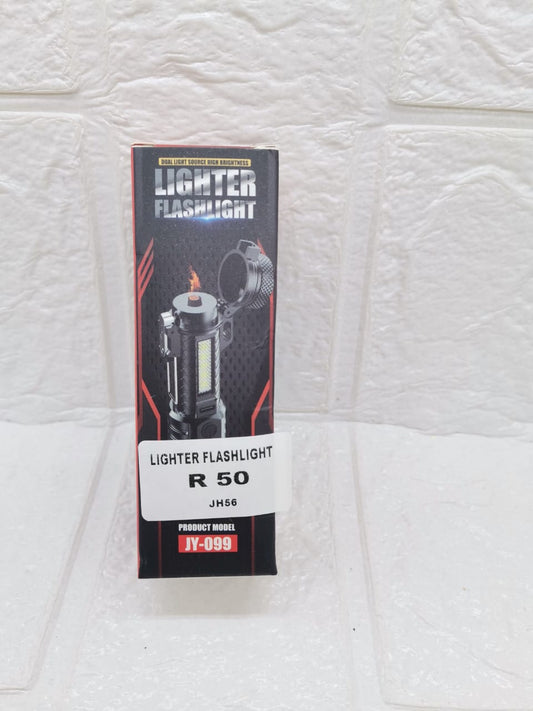 DUAL LIGHT SOURCE HIGH BRIGHTNESS
LIGHTER
FLASHLIGHT
LIGHTER FLASHLIGHT
R 50
JH56
PRODUCT MODEL
JY-099